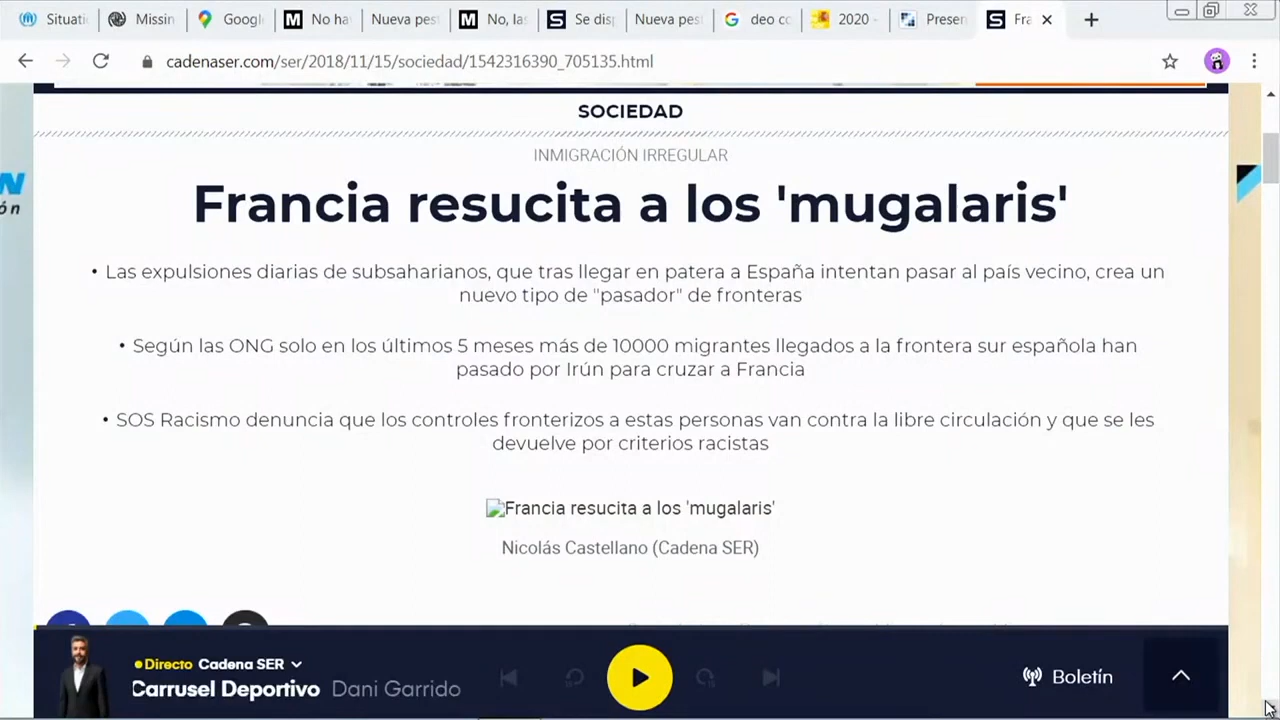 Situati
Missin
Google
No ha
Nueva pest
No, la
Se disp
Nueva pest
deo co
2020 -
Presen
Fra
cadenaser.com/ser/2018/11/15/sociedad/1542316390_705135.html
SOCIEDAD
INMIGRACIÓN IRREGULAR
Francia resucita a los 'mugalaris'
• Las expulsiones diarias de subsaharianos, que tras llegar en patera a España intentan pasar al país vecino, crea un
nuevo tipo de "pasador" de fronteras
• Según las ONG solo en los últimos 5 meses más de 10000 migrantes llegados a la frontera sur española han
pasado por Irún para cruzar a Francia
• SOS Racismo denuncia que los controles fronterizos a estas personas van contra la libre circulación y que se les
devuelve por criterios racistas
Francia resucita a los 'mugalaris'
Nicolás Castellano (Cadena SER)
Directo Cadena SER
Carrusel Deportivo Dani Garrido
Boletín